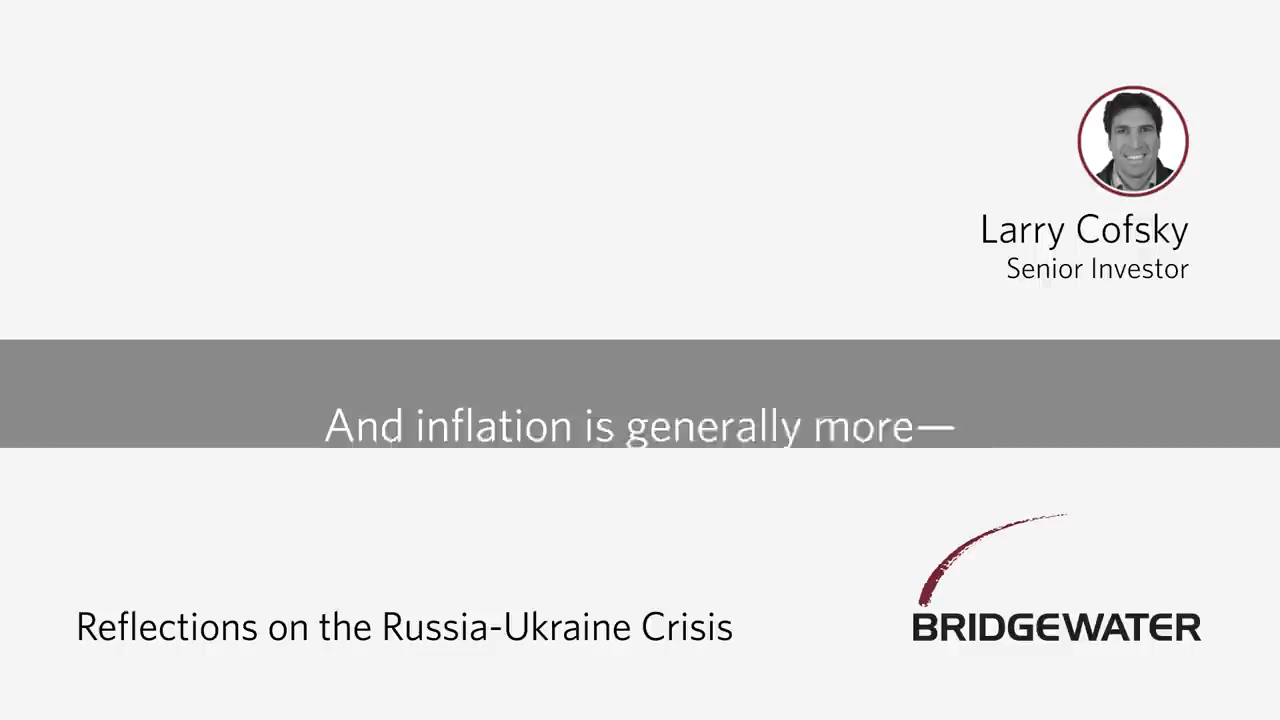 Larry Cofsky
Senior Investor
And inflation is generally more—
Reflections on the Russia-Ukraine Crisis
BRIDGEWATER